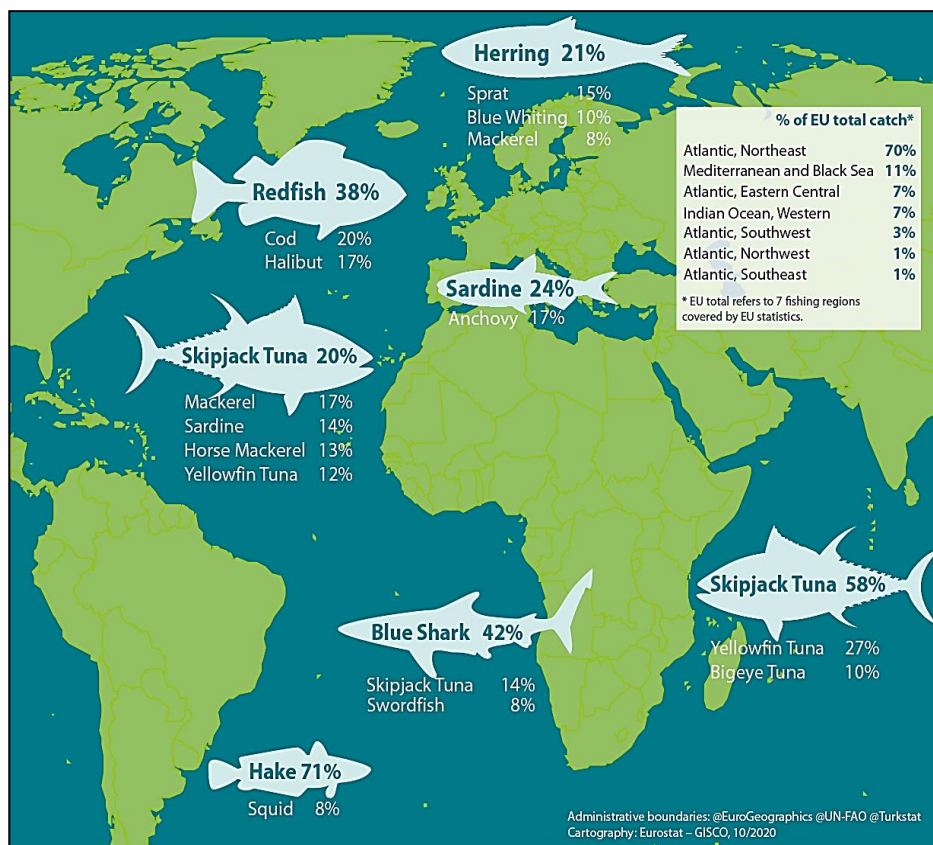 Herring 21%
Sprat 15%
Blue Whiting 10%
Mackerel 8%
% of EU total catch*
Atlantic, Northeast 70%
Mediterranean and Black Sea 11%
Atlantic, Eastern Central 7%
Indian Ocean, Western 7%
Atlantic, Southwest 3%
Atlantic, Northwest 1%
Atlantic, Southeast 1%
* EU total refers to 7 fishing regions
covered by EU statistics.
Redfish 38%
Cod 20%
Halibut 17%
Sardine 24%
Anchovy 17%
Skipjack Tuna 20%
Mackerel 17%
Sardine 14%
Horse Mackerel 13%
Yellowfin Tuna 12%
Skipjack Tuna 58%
Yellowfin Tuna 27%
Bigeye Tuna 10%
Blue Shark 42%
Skipjack Tuna 14%
Swordfish 8%
Hake 71%
Squid 8%
Administrative boundaries: @EuroGeographics @UN-FAO @Turkstat
Cartography: Eurostat – GISCO, 10/2020